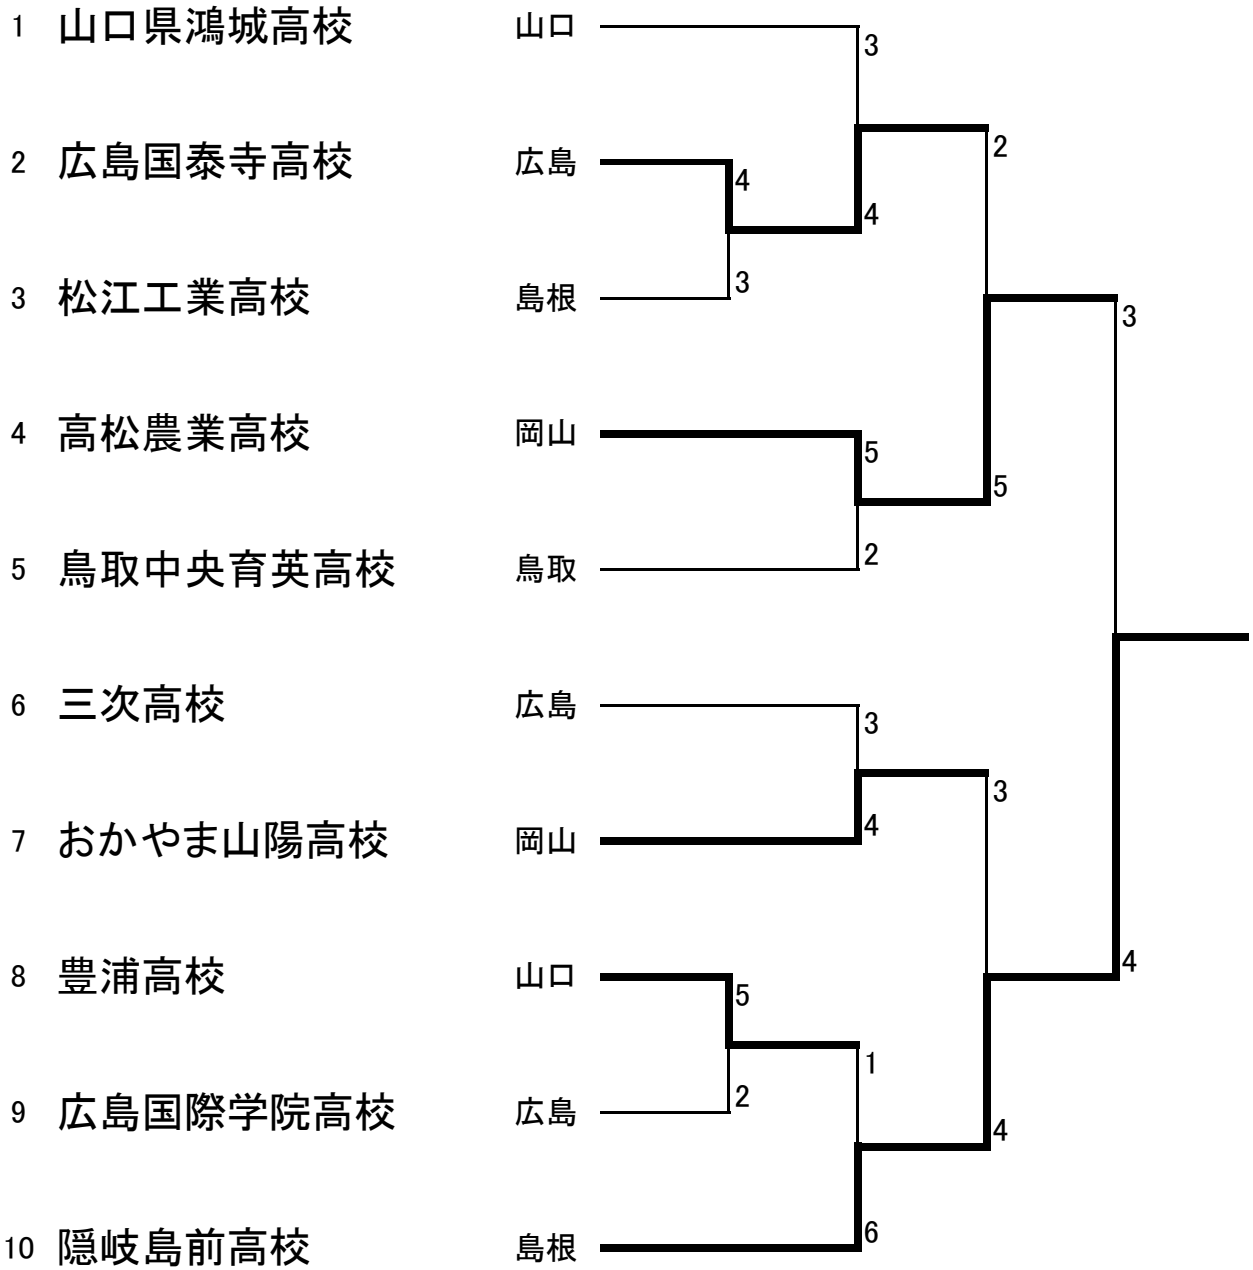 1 山口県鴻城高校 山口
3
2
2 広島国泰寺高校 広島
4
4
3
3 松江工業高校 島根
3
4 高松農業高校 岡山
5
5
2
5 鳥取中央育英高校 鳥取
6 三次高校 広島
3
3
4
7 おかやま山陽高校 岡山
4
8 豊浦高校 山口
5
1
2
9 広島国際学院高校 広島
4
6
10 隠岐島前高校 島根